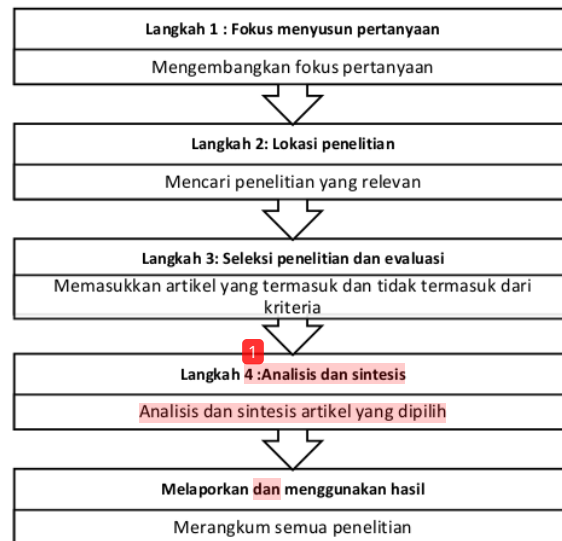 Langkah 1 : Fokus menyusun pertanyaan
Mengembangkan fokus pertanyaan
Langkah 2: Lokasi penelitian
Mencari penelitian yang relevan
Langkah 3: Seleksi penelitian dan evaluasi
Memasukkan artikel yang termasuk dan tidak termasuk dari
kriteria
1
Langkah 4 :Analisis dan sintesis
Analisis dan sintesis artikel yang dipilih
Melaporkan dan menggunakan hasil
Merangkum semua penelitian